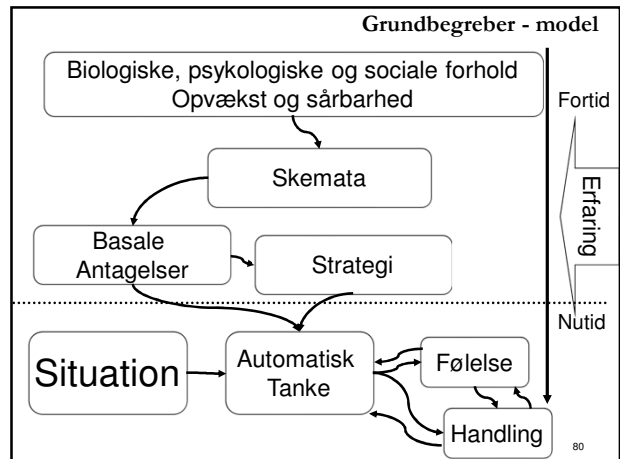 Grundbegreber - model
Biologiske, psykologiske og sociale forhold
Opvækst og sårbarhed
Fortid
Skemata
Erfaring
Basale
Antagelser
Strategi
Nutid
Situation
Automatisk
Tanke
Følelse
Handling
80